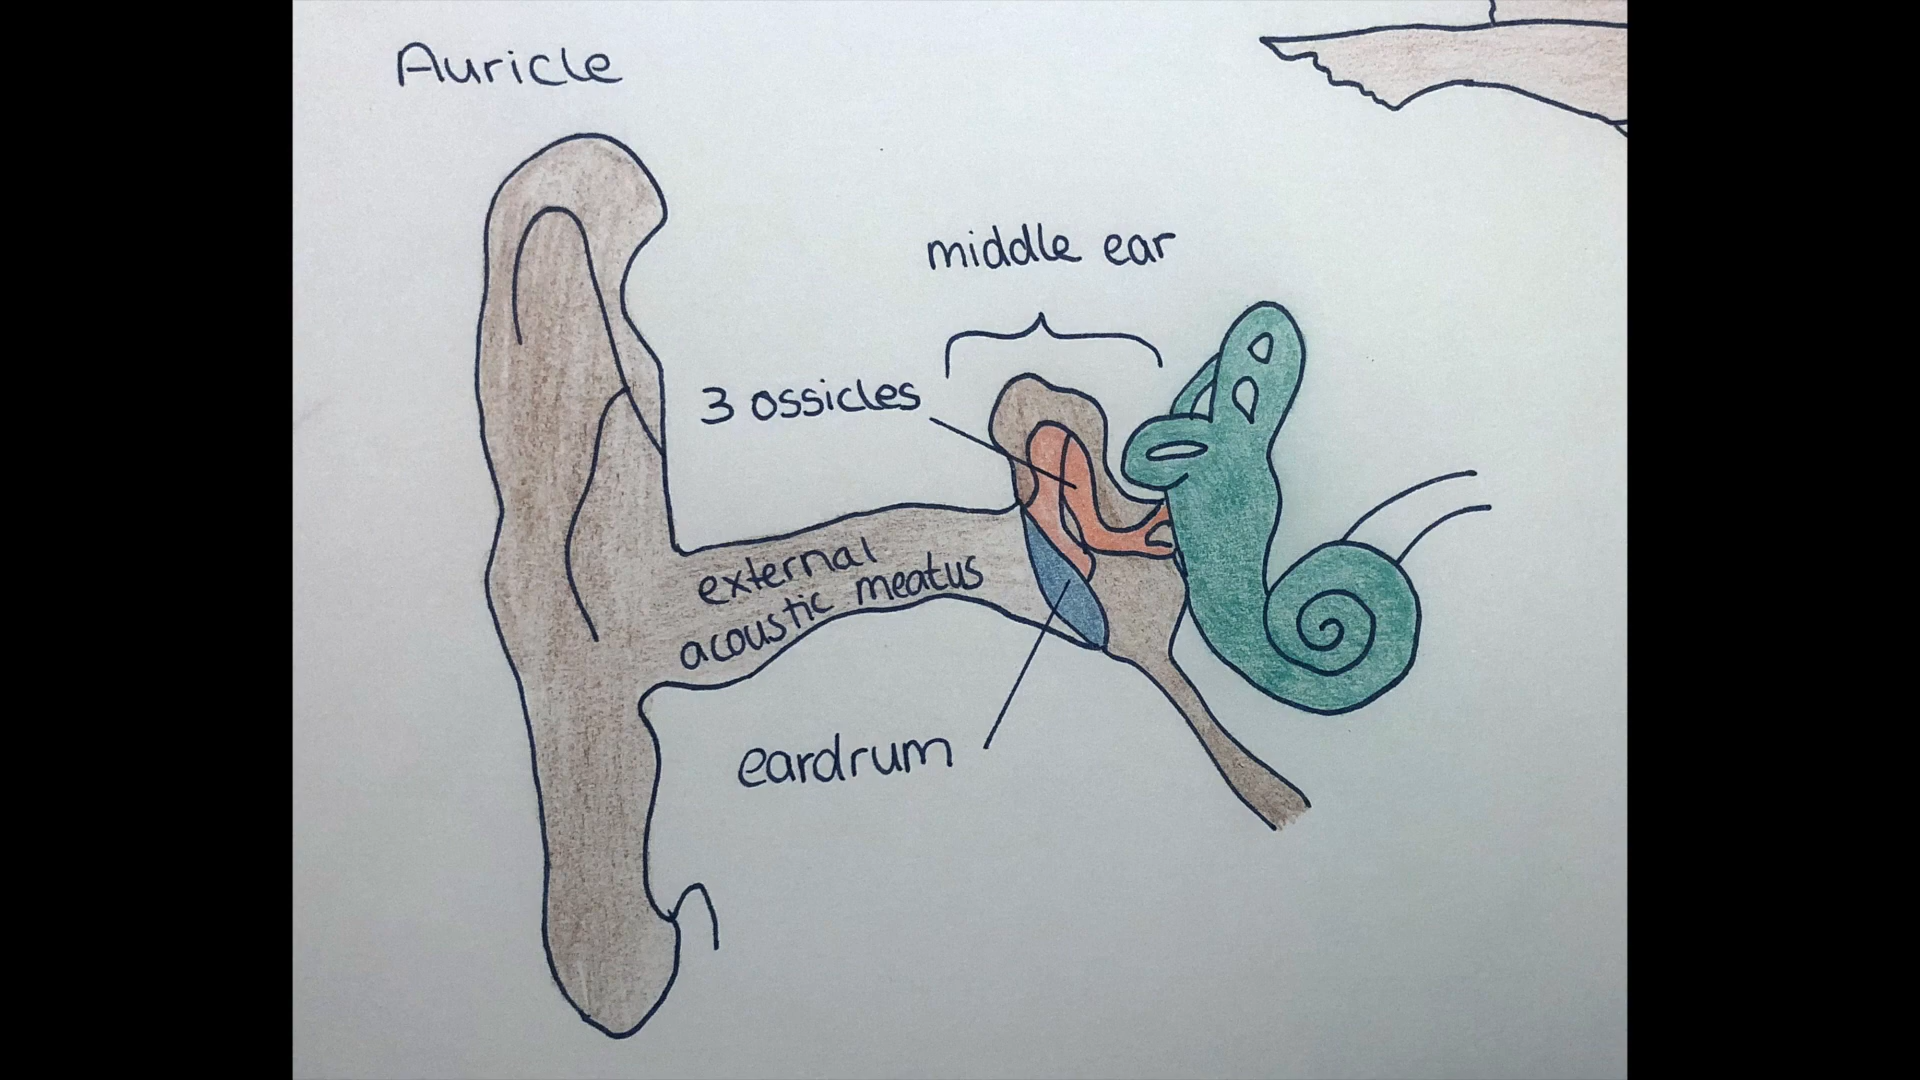 Auricle
middle ear
3 ossicles
external
acoustic meatus
eardrum